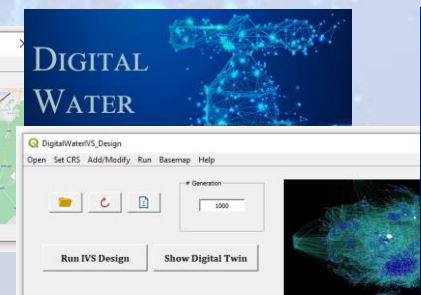 DIGITAL
WATER
DigitalWaterIVS_Design
Open Set CRS Add/Modify Run Basemap Help
# Generation
1000
Run IVS Design Show Digital Twin